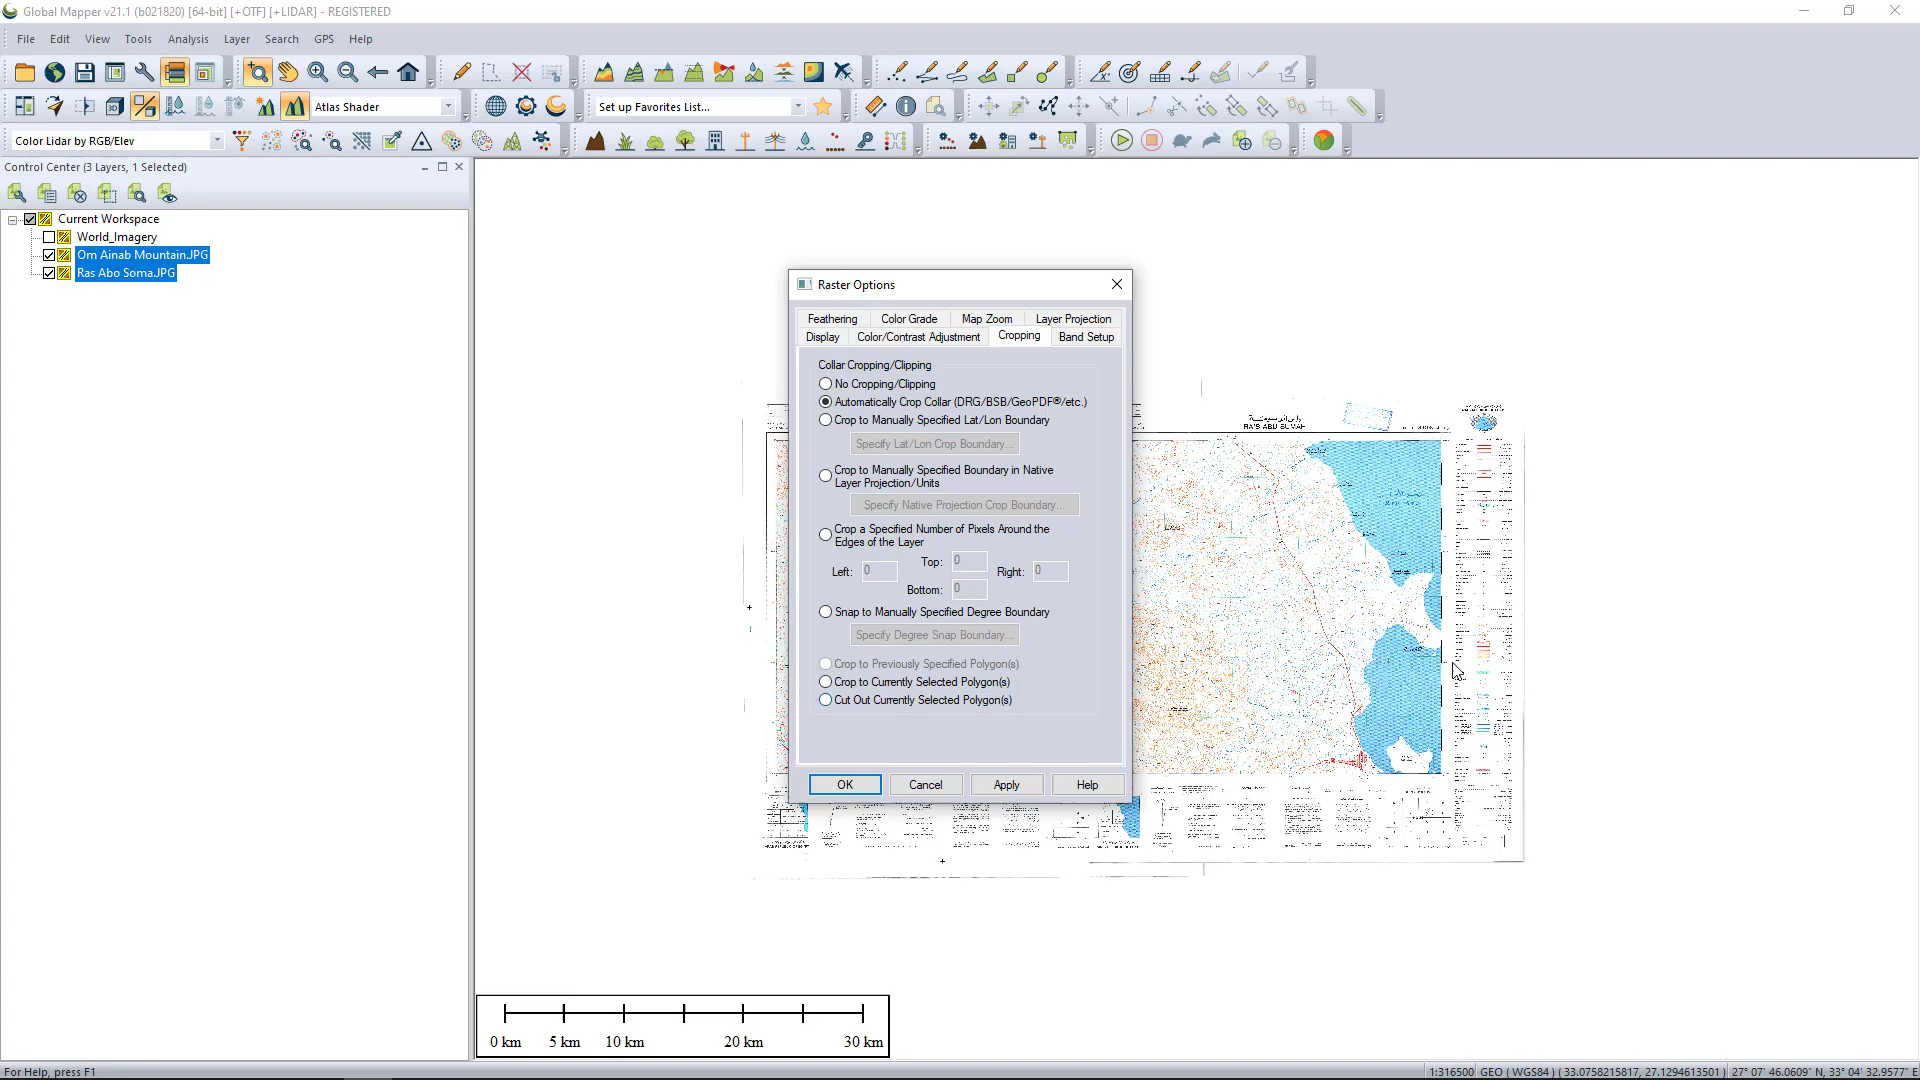 Global Mapper v21.1 (b021820) [64-bit] [+OTF] [+LIDAR] - REGISTERED
File Edit View Tools Analysis Layer Search GPS Help
Atlas Shader
Set up Favorites List...
Color Lidar by RGB/Elev
Control Center (3 Layers, 1 Selected)
Current Workspace
World_Imagery
Om Ainab Mountain.JPG
Ras Abo Soma.JPG
Raster Options
Feathering Color Grade Map Zoom Layer Projection
Display Color/Contrast Adjustment Cropping Band Setup
Collar Cropping/Clipping
No Cropping/Clipping
Automatically Crop Collar (DRG/BSB/GeoPDF®/etc.)
Crop to Manually Specified Lat/Lon Boundary
Specify Lat/Lon Crop Boundary...
Crop to Manually Specified Boundary in Native
Layer Projection/Units
Specify Native Projection Crop Boundary...
Crop a Specified Number of Pixels Around the
Edges of the Layer
Left: 0 Top: 0 Right: 0
Bottom: 0
Snap to Manually Specified Degree Boundary
Specify Degree Snap Boundary...
Crop to Previously Specified Polygon(s)
Crop to Currently Selected Polygon(s)
Cut Out Currently Selected Polygon(s)
OK Cancel Apply Help
RA'S ABU SUMAH
0 km 5 km 10 km 20 km 30 km
For Help, press F1
1:316500 GEO ( WGS84 ) ( 33.0758215817, 27.1294613501 ) 27° 07' 46.0609" N, 33° 04' 32.9577" E